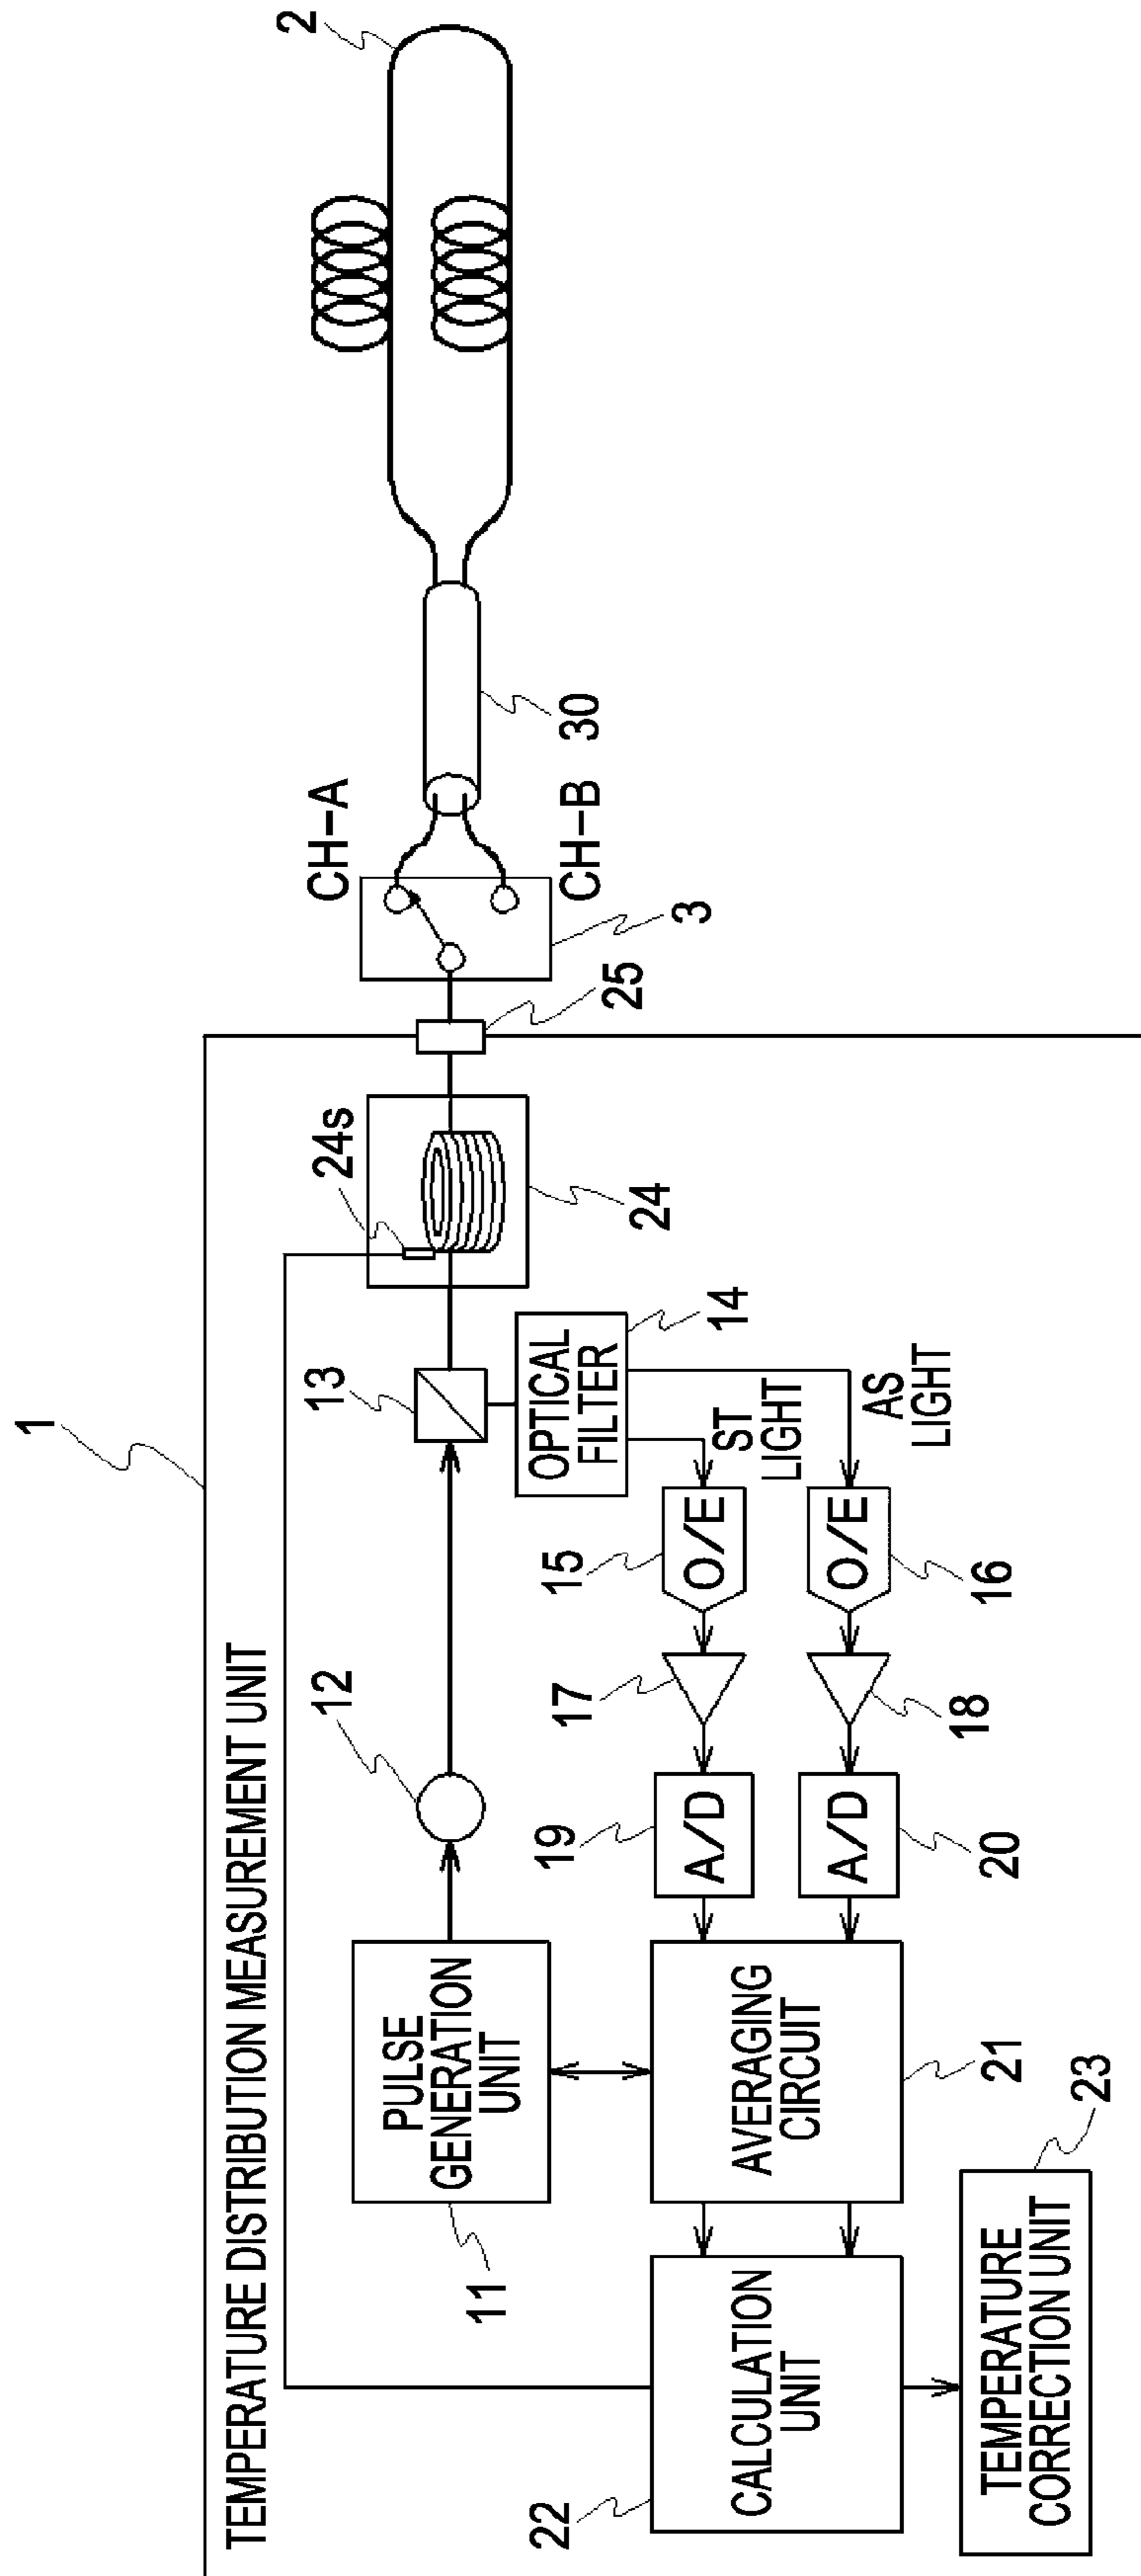 1
TEMPERATURE DISTRIBUTION MEASUREMENT UNIT
2
CH-A
CH-B
30
3
25
24s
24
13
12
PULSE
GENERATION
UNIT
11
OPTICAL
FILTER
14
ST
LIGHT
AS
LIGHT
15
O/E
O/E
16
17
18
19
A/D
A/D
20
AVERAGING
CIRCUIT
21
22
CALCULATION
UNIT
TEMPERATURE
CORRECTION UNIT
23